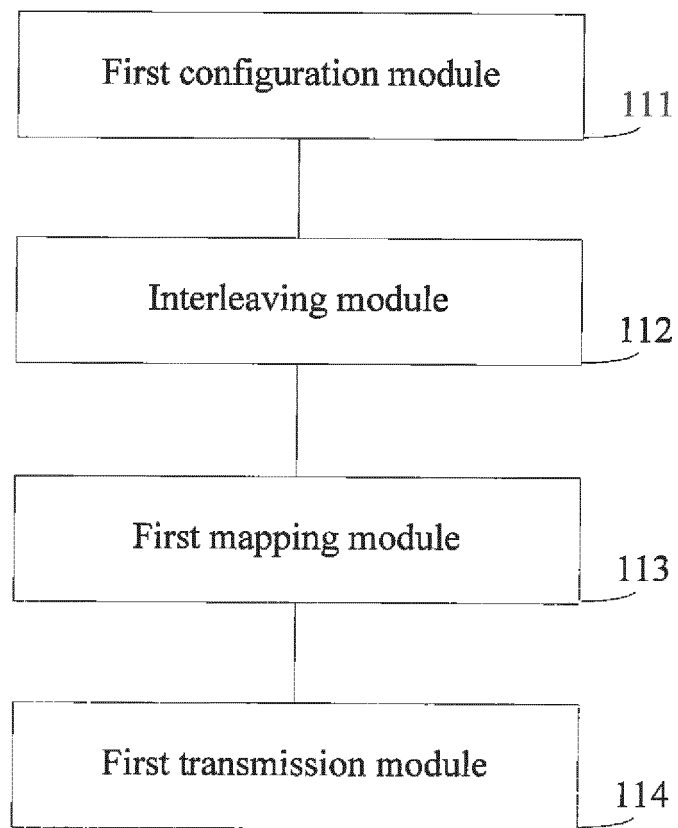 First configuration module
111
Interleaving module
112
First mapping module
113
First transmission module
114